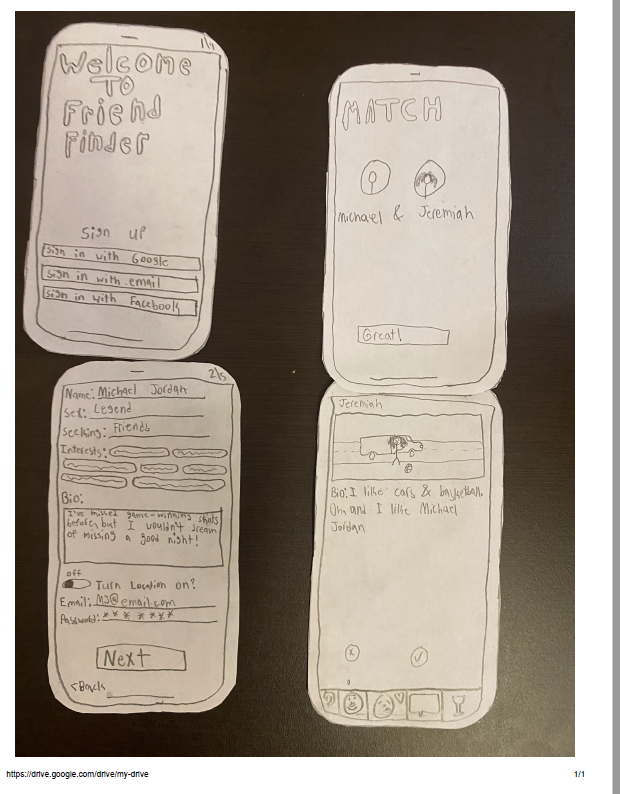 1/5
Welcome
To
Friend
Finder
Sign up
Sign in with Google
Sign in with email
Sign in with Facebook
2/5
Name: Michael Jordan
Sex: Legend
Seeking: Friends
Interests:
Bio:
I've missed game-winning shots
before, but I wouldn't dream
of missing a good night!
off
Turn Location on?
Email: MJ@email.com
Password: * * * * * * *
Next
<Back
MATCH
Michael & Jeremiah
Great!
Jeremiah
Bio: I like cars & basketball.
Oh, and I like Michael
Jordan
https://drive.google.com/drive/my-drive
1/1